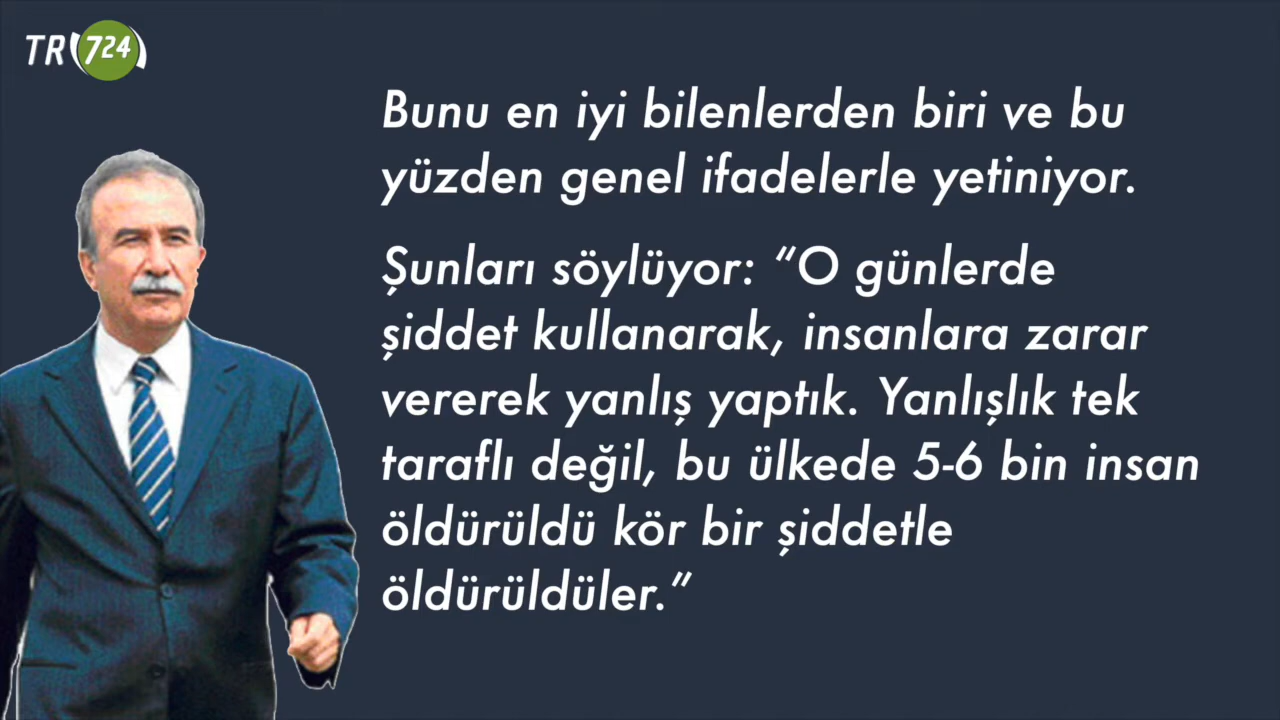 TR 724
Bunu en iyi bilenlerden biri ve bu
yüzden genel ifadelerle yetiniyor.
Şunları söylüyor: “O günlerde
şiddet kullanarak, insanlara zarar
vererek yanlış yaptık. Yanlışlık tek
taraflı değil, bu ülkede 5-6 bin insan
öldürüldü kör bir şiddetle
öldürüldüler.”